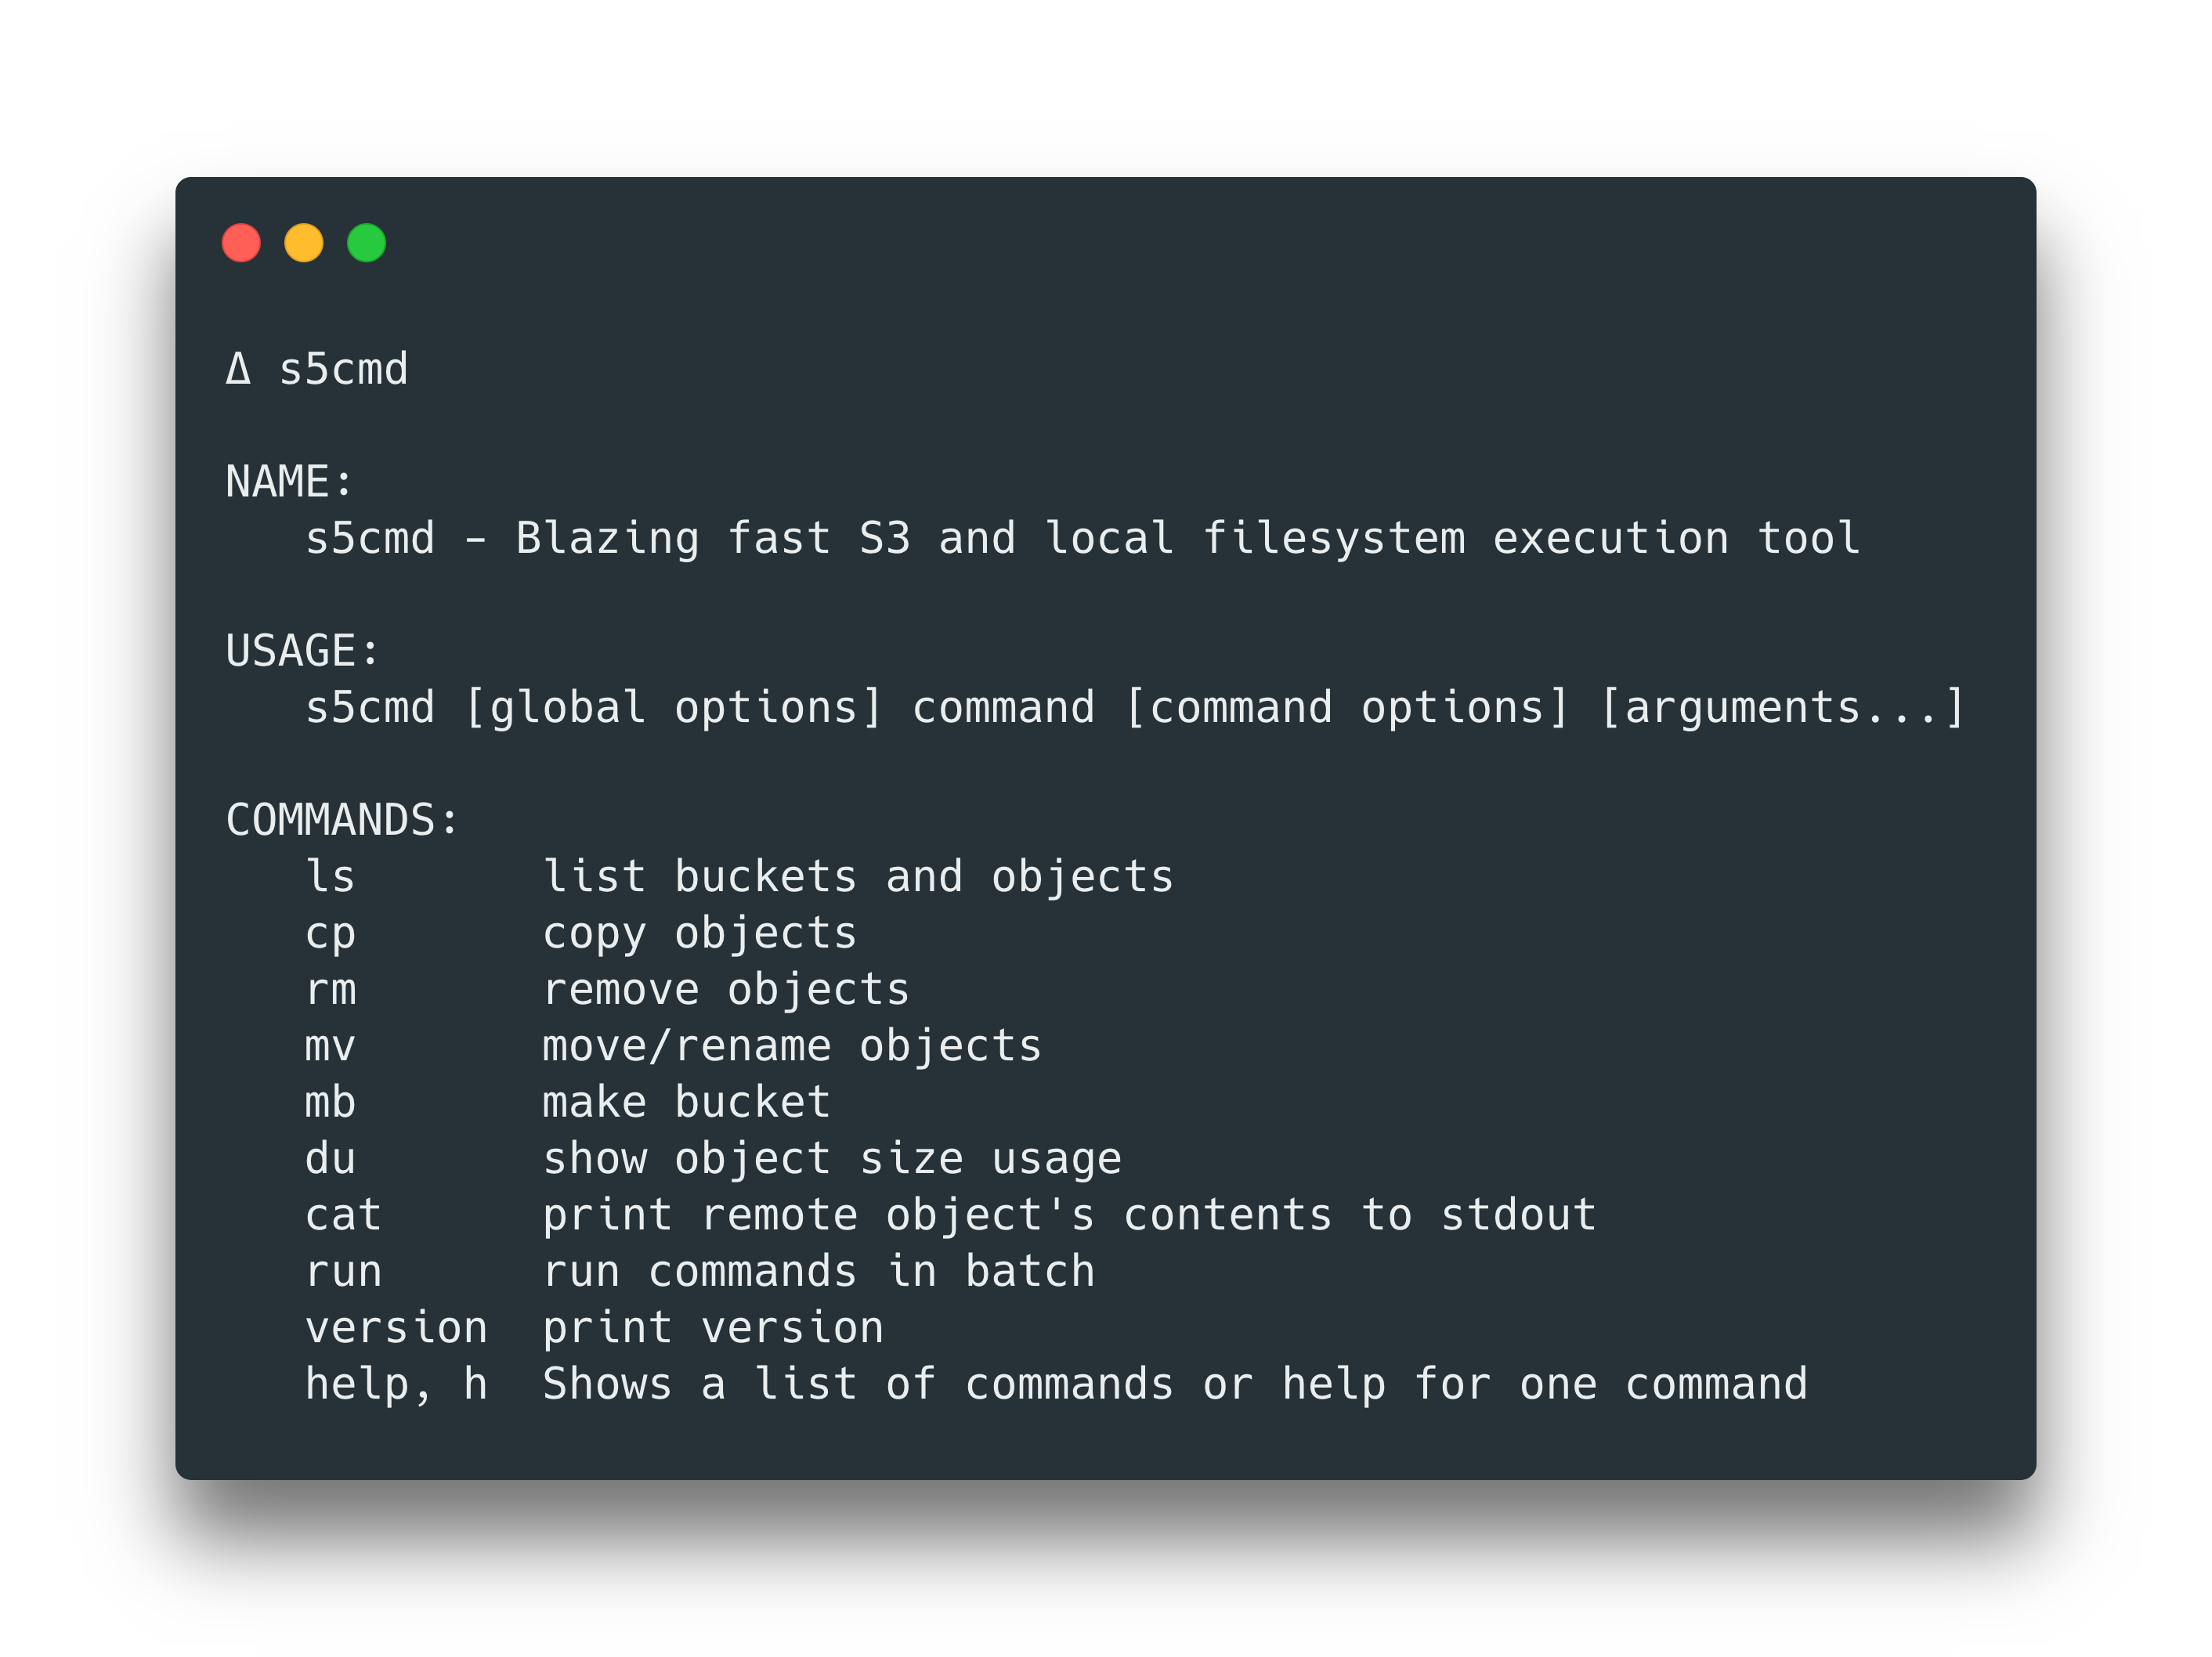 Δ s5cmd
NAME:
s5cmd - Blazing fast S3 and local filesystem execution tool
USAGE:
s5cmd [global options] command [command options] [arguments...]
COMMANDS:
ls       list buckets and objects
cp       copy objects
rm       remove objects
mv       move/rename objects
mb       make bucket
du       show object size usage
cat      print remote object's contents to stdout
run      run commands in batch
version  print version
help, h  Shows a list of commands or help for one command